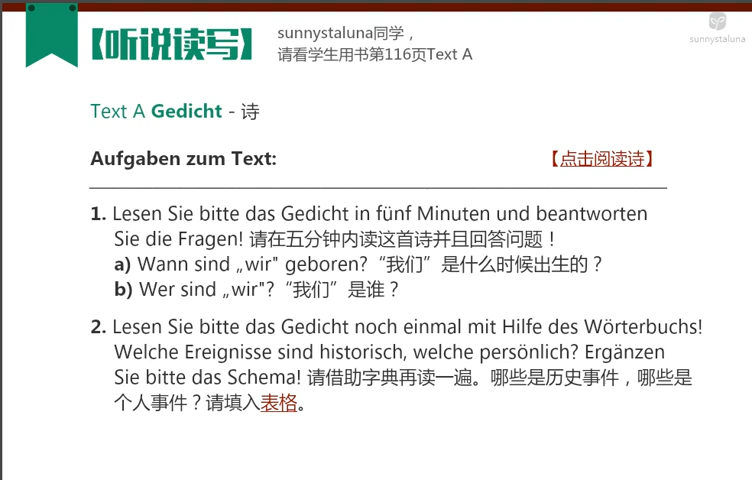 【听说读写】
sunnystaluna同学，
请看学生用书第116页Text A
sunnystaluna
Text A Gedicht - 诗
Aufgaben zum Text:
【点击阅读诗】
1. Lesen Sie bitte das Gedicht in fünf Minuten und beantworten
Sie die Fragen! 请在五分钟内读这首诗并且回答问题！
a) Wann sind „wir" geboren?“我们”是什么时候出生的？
b) Wer sind „wir"?“我们”是谁？
2. Lesen Sie bitte das Gedicht noch einmal mit Hilfe des Wörterbuchs!
Welche Ereignisse sind historisch, welche persönlich? Ergänzen
Sie bitte das Schema! 请借助字典再读一遍。哪些是历史事件，哪些是
个人事件？请填入表格。